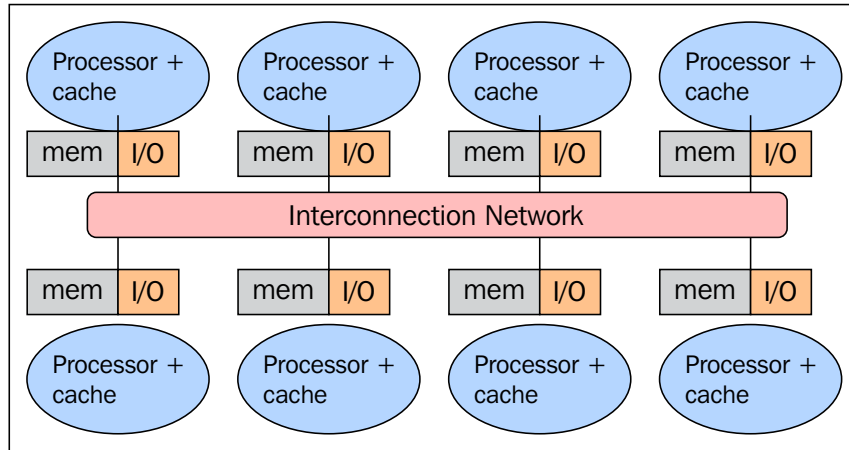 Processor +
cache
Processor +
cache
Processor +
cache
Processor +
cache
mem I/O
mem I/O
mem I/O
mem I/O
Interconnection Network
mem I/O
mem I/O
mem I/O
mem I/O
Processor +
cache
Processor +
cache
Processor +
cache
Processor +
cache